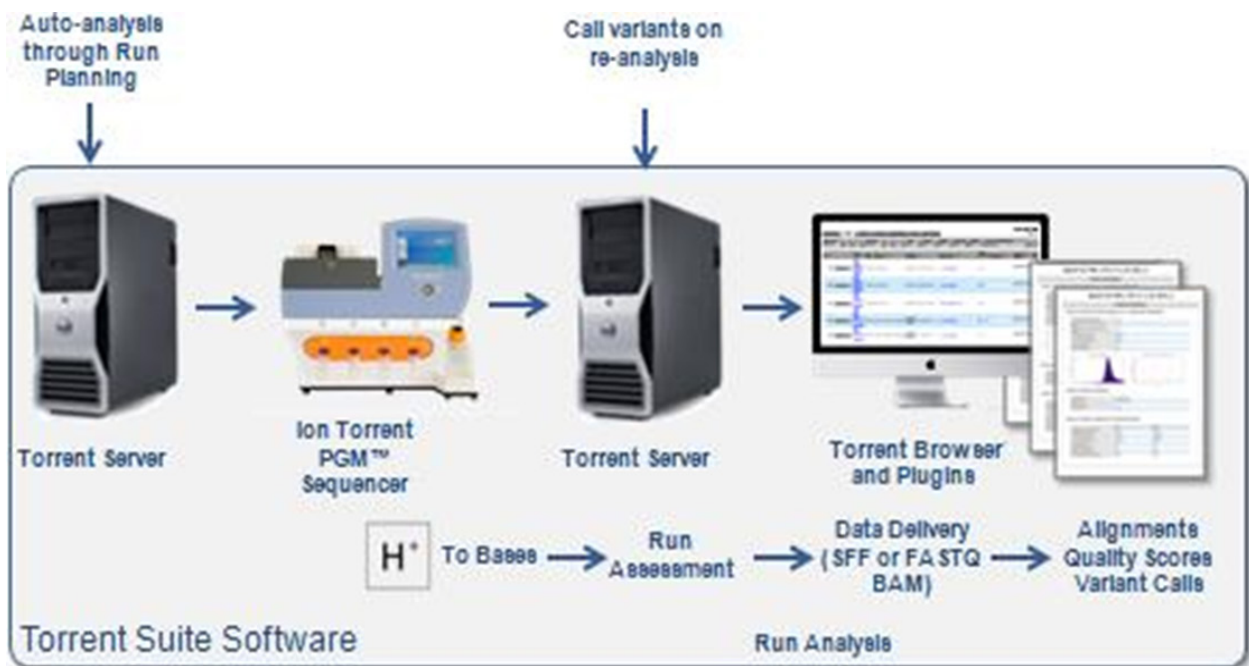 Auto-analysis
through Run
Planning
Call variants on
re-analysis
Torrent Server
Ion Torrent
PGM™
Sequencer
Torrent Server
Torrent Browser
and Plugins
H+
To Bases
Run
Assessment
Data Delivery
(SFF or FASTQ
BAM)
Alignments
Quality Scores
Variant Calls
Torrent Suite Software
Run Analysis